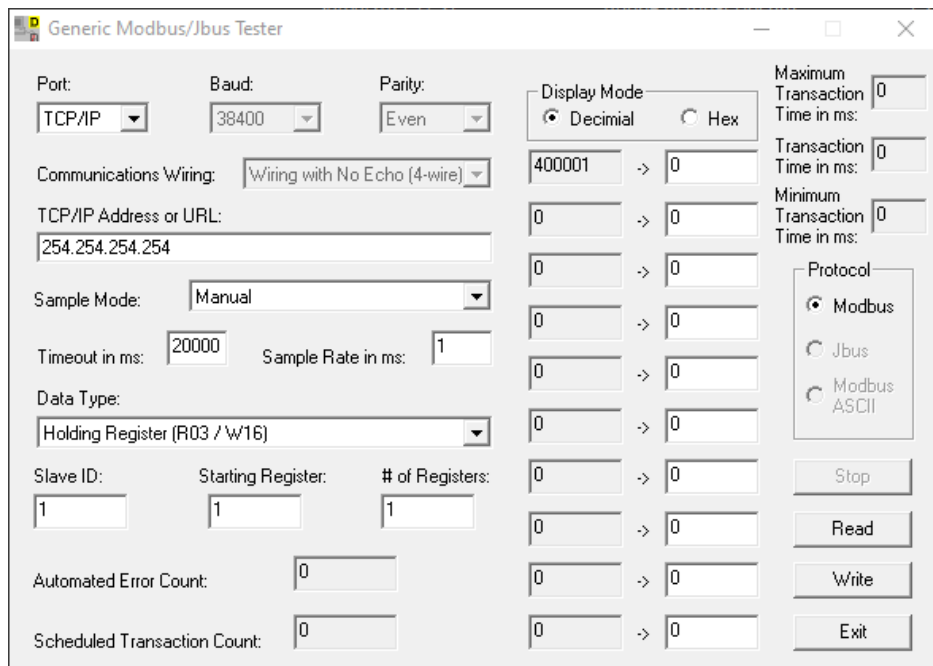 Generic Modbus/Jbus Tester
Port: Baud: Parity:
TCP/IP 38400 Even
Communications Wiring: Wiring with No Echo (4-wire)
TCP/IP Address or URL:
254.254.254.254
Sample Mode: Manual
Timeout in ms: 20000 Sample Rate in ms: 1
Data Type:
Holding Register (R03 / W16)
Slave ID: Starting Register: # of Registers:
1 1 1
Automated Error Count: 0
Scheduled Transaction Count: 0
Display Mode
Decimial Hex
400001 -> 0
0 -> 0
0 -> 0
0 -> 0
0 -> 0
0 -> 0
0 -> 0
0 -> 0
0 -> 0
0 -> 0
Maximum
Transaction 0
Time in ms:
Transaction 0
Time in ms:
Minimum
Transaction 0
Time in ms:
Protocol
Modbus
Jbus
Modbus
ASCII
Stop
Read
Write
Exit